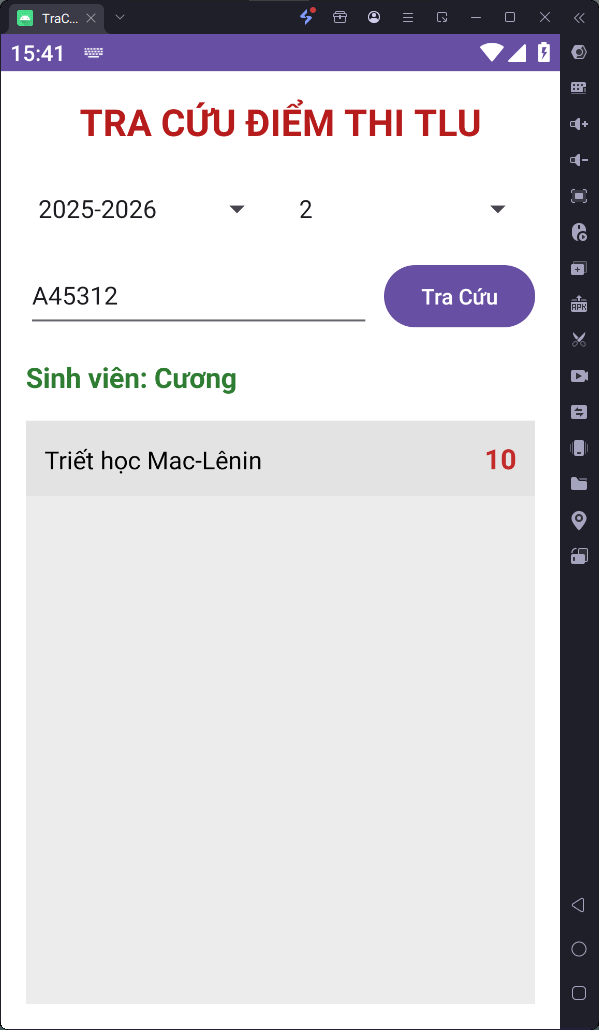 TraC...
15:41
TRA CỨU ĐIỂM THI TLU
2025-2026 2
A45312 Tra Cứu
Sinh viên: Cương
Triết học Mac-Lênin 10
APK